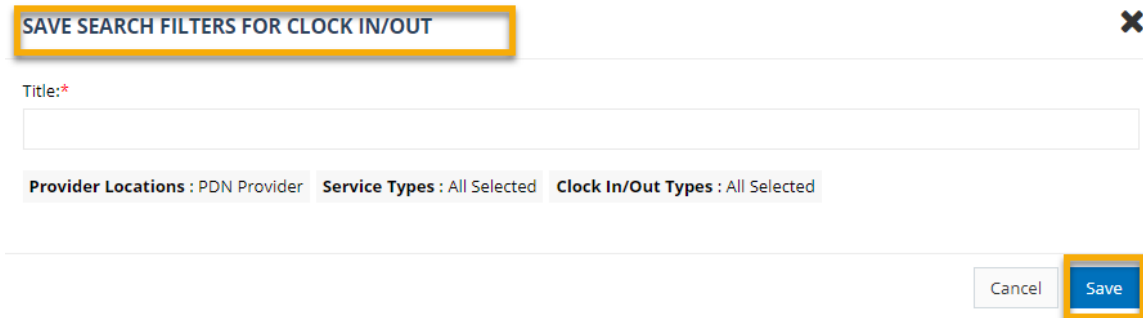 SAVE SEARCH FILTERS FOR CLOCK IN/OUT
Title:*
Provider Locations : PDN Provider Service Types : All Selected Clock In/Out Types : All Selected
Cancel Save